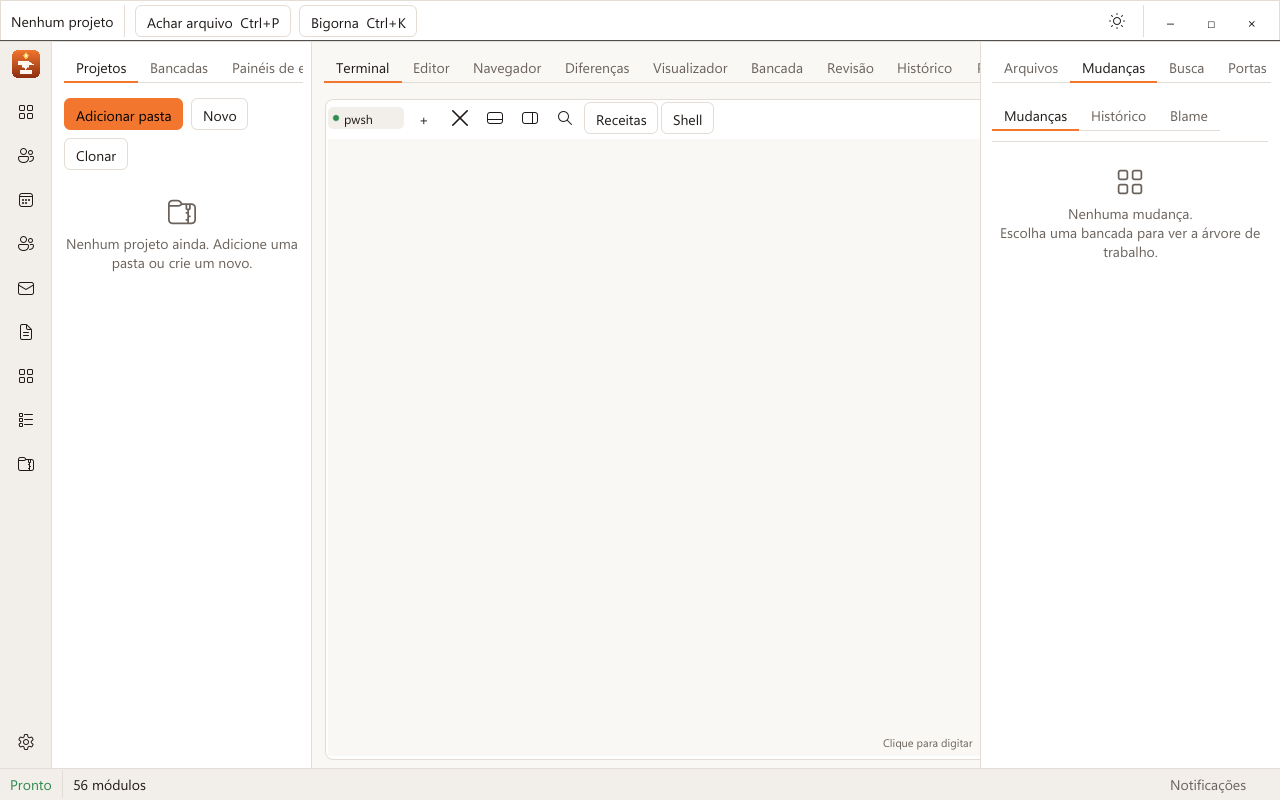 Nenhum projeto
Achar arquivo Ctrl+P
Bigorna Ctrl+K
Projetos
Bancadas
Painéis de e
Adicionar pasta
Novo
Clonar
Nenhum projeto ainda. Adicione uma
pasta ou crie um novo.
Terminal
Editor
Navegador
Diferenças
Visualizador
Bancada
Revisão
Histórico
pwsh
+
Receitas
Shell
Clique para digitar
Arquivos
Mudanças
Busca
Portas
Mudanças
Histórico
Blame
Nenhuma mudança.
Escolha uma bancada para ver a árvore de
trabalho.
Pronto
56 módulos
Notificações